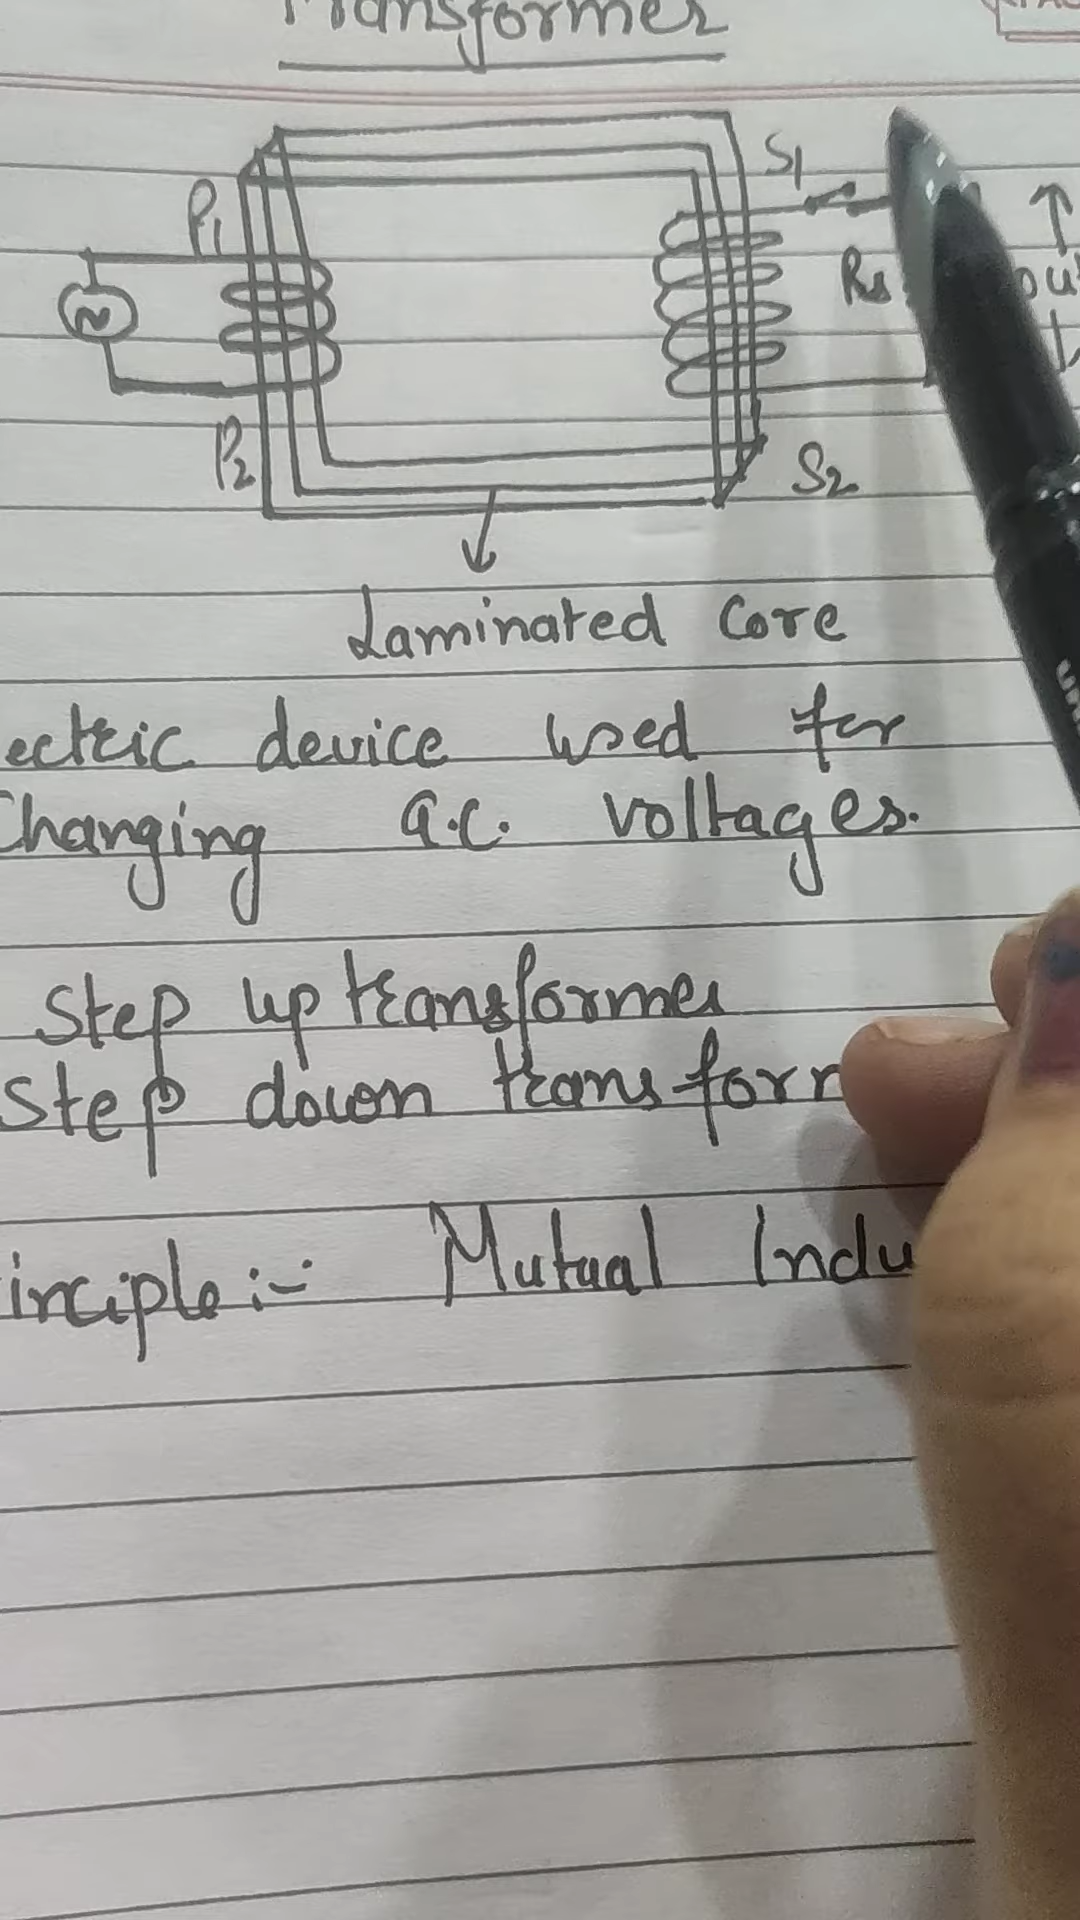 Transformer
P1
S1
Rs
out
P2
S2
Laminated Core
ectric device used for
Changing a.c. voltages.
Step up transformer
Step down transform
inciple:- Mutual Indu